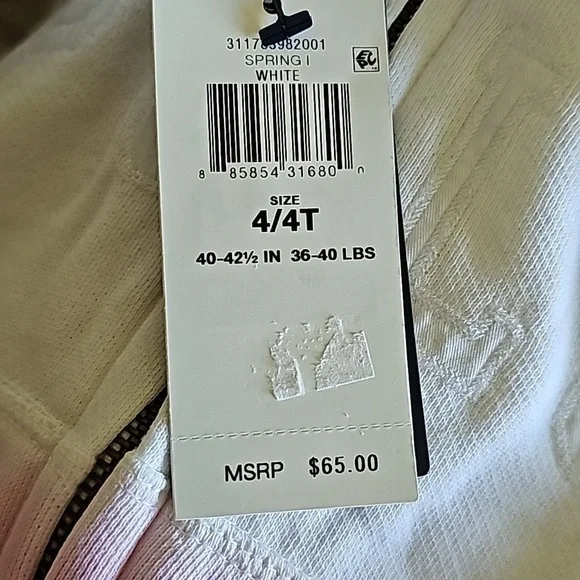 311783982001
SPRING I
WHITE
8 85854 31680 0
SIZE
4/4T
40-42½ IN 36-40 LBS
MSRP $65.00